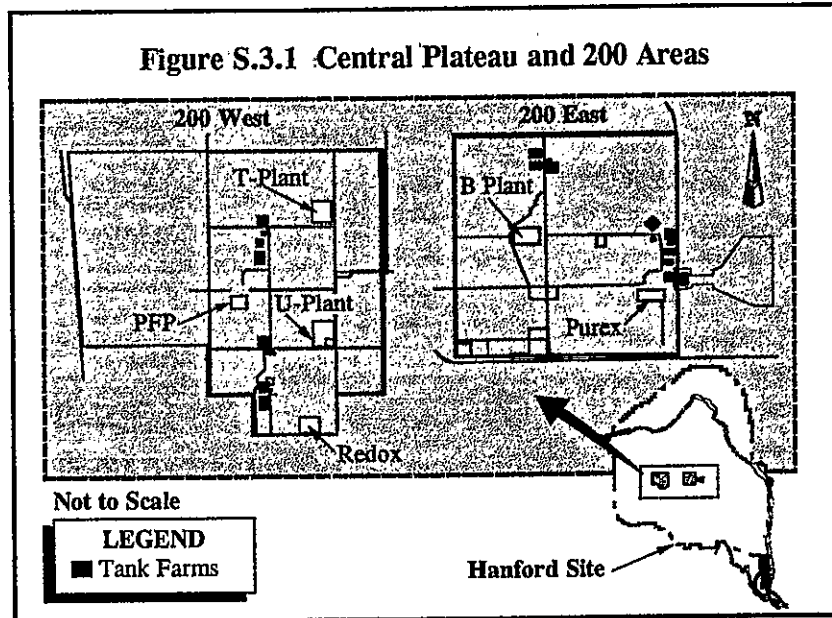 Figure S.3.1 Central Plateau and 200 Areas
200 West
200 East
N
T-Plant
B Plant
PFP
U-Plant
Purex
Redox
Not to Scale
LEGEND
Tank Farms
Hanford Site